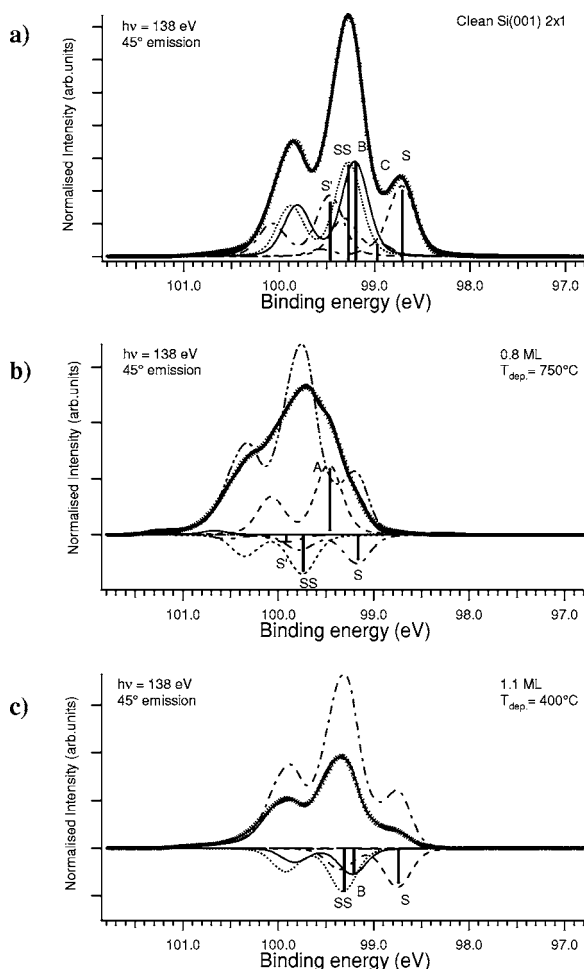 a)
hν = 138 eV
45° emission
Clean Si(001) 2x1
Normalised Intensity (arb.units)
S'
SS
B
C
S
101.0 100.0 99.0 98.0 97.0
Binding energy (eV)
b)
hν = 138 eV
45° emission
0.8 ML
Tdep.= 750°C
Normalised Intensity (arb.units)
A
S'
SS
S
101.0 100.0 99.0 98.0 97.0
Binding energy (eV)
c)
hν = 138 eV
45° emission
1.1 ML
Tdep.= 400°C
Normalised Intensity (arb.units)
SS
B
S
101.0 100.0 99.0 98.0 97.0
Binding energy (eV)